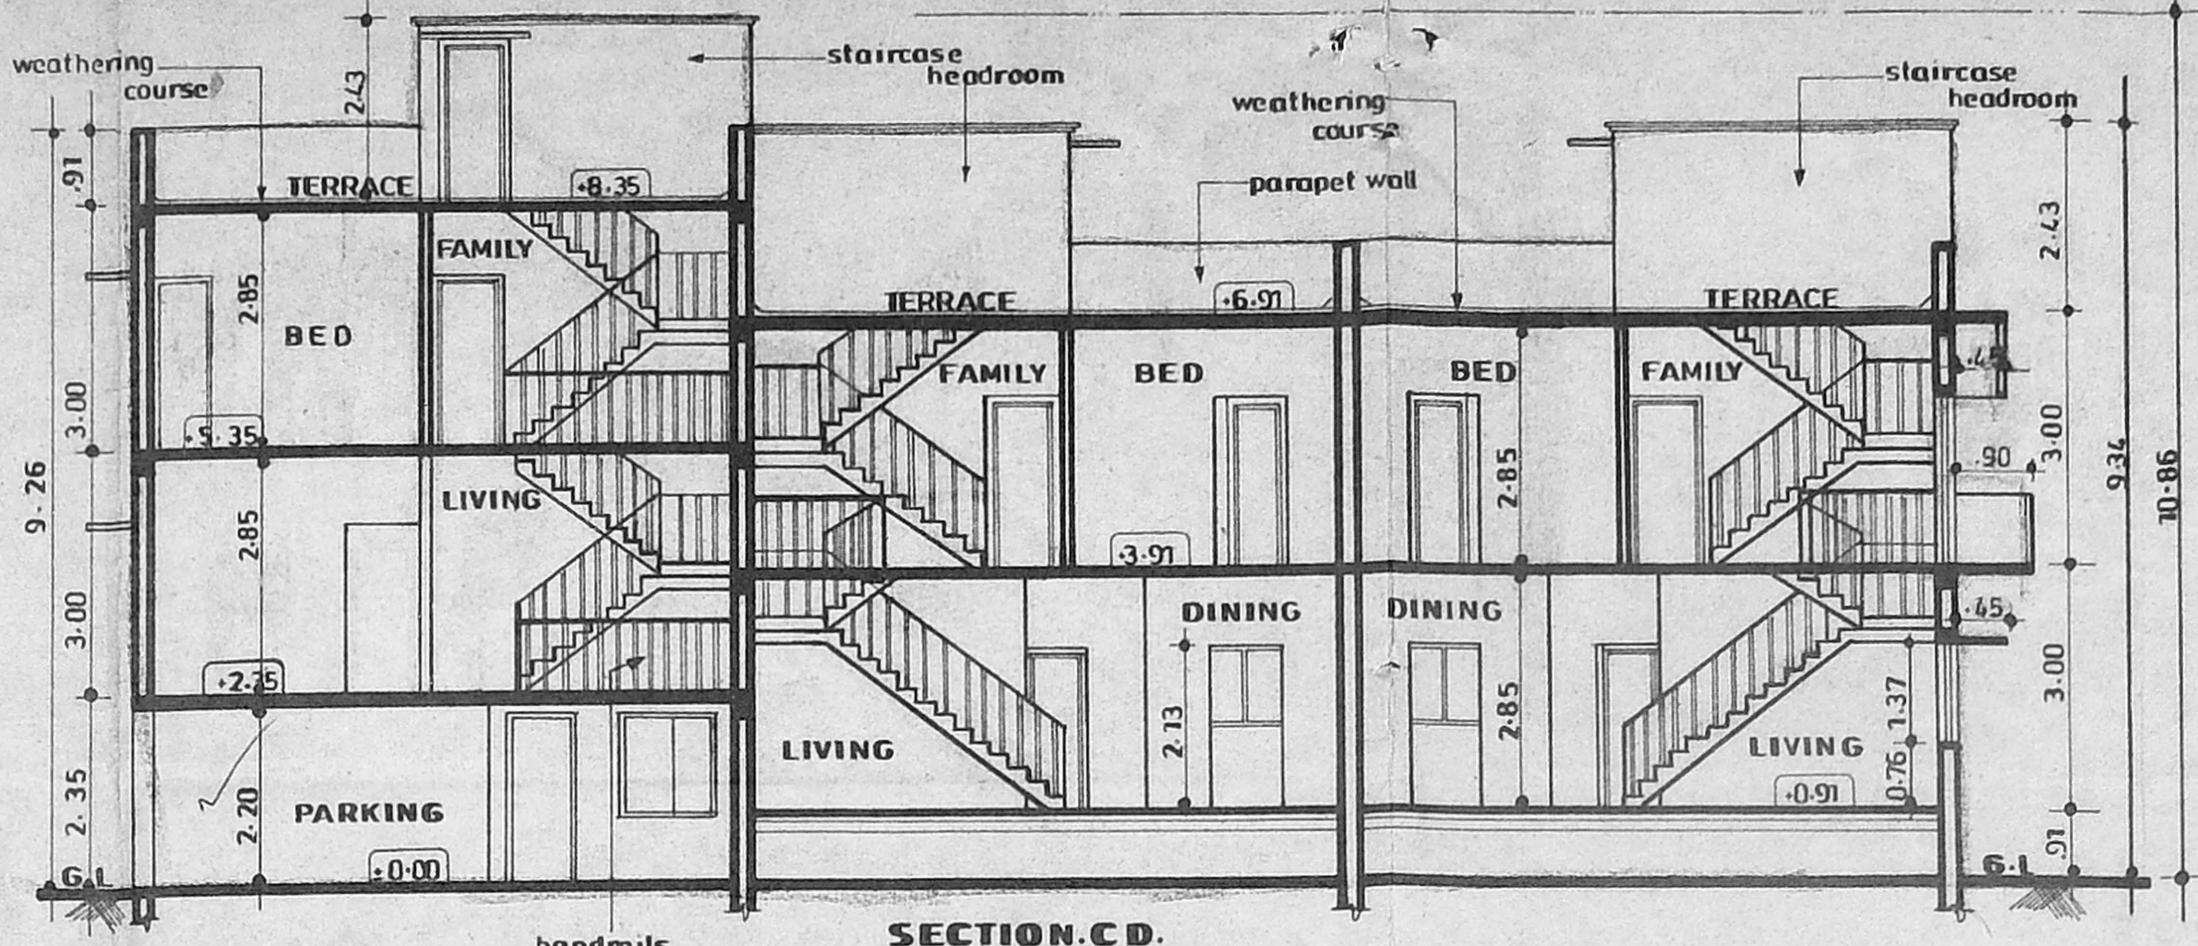 weathering
course
2.43
staircase
headroom
weathering
course
parapet wall
staircase
headroom
.91
TERRACE
+8.35
TERRACE
+6.91
TERRACE
2.43
FAMILY
2.85
BED
FAMILY
BED
BED
FAMILY
.45
3.00
+5.35
9.26
2.85
3.00
9.34
10.86
.90
LIVING
2.85
+3.91
DINING
DINING
.45
3.00
+2.35
2.13
2.85
1.37
3.00
LIVING
LIVING
0.76
+0.91
2.35
2.20
PARKING
±0.00
.91
G.L
G.L
SECTION.CD.